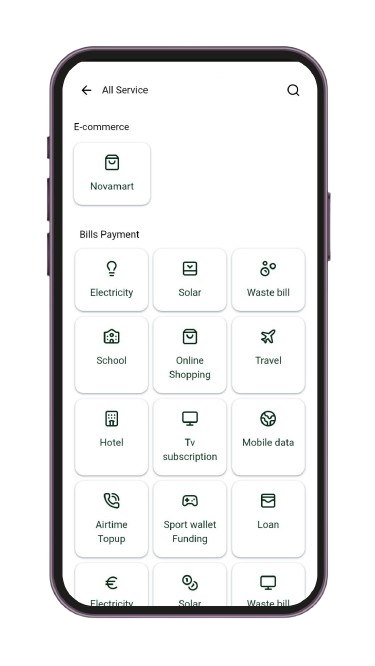 All Service
E-commerce
Novamart
Bills Payment
Electricity Solar Waste bill
School Online Travel
Shopping
Hotel Tv Mobile data
subscription
Airtime Sport wallet Loan
Topup Funding
Electricity Solar Waste bill